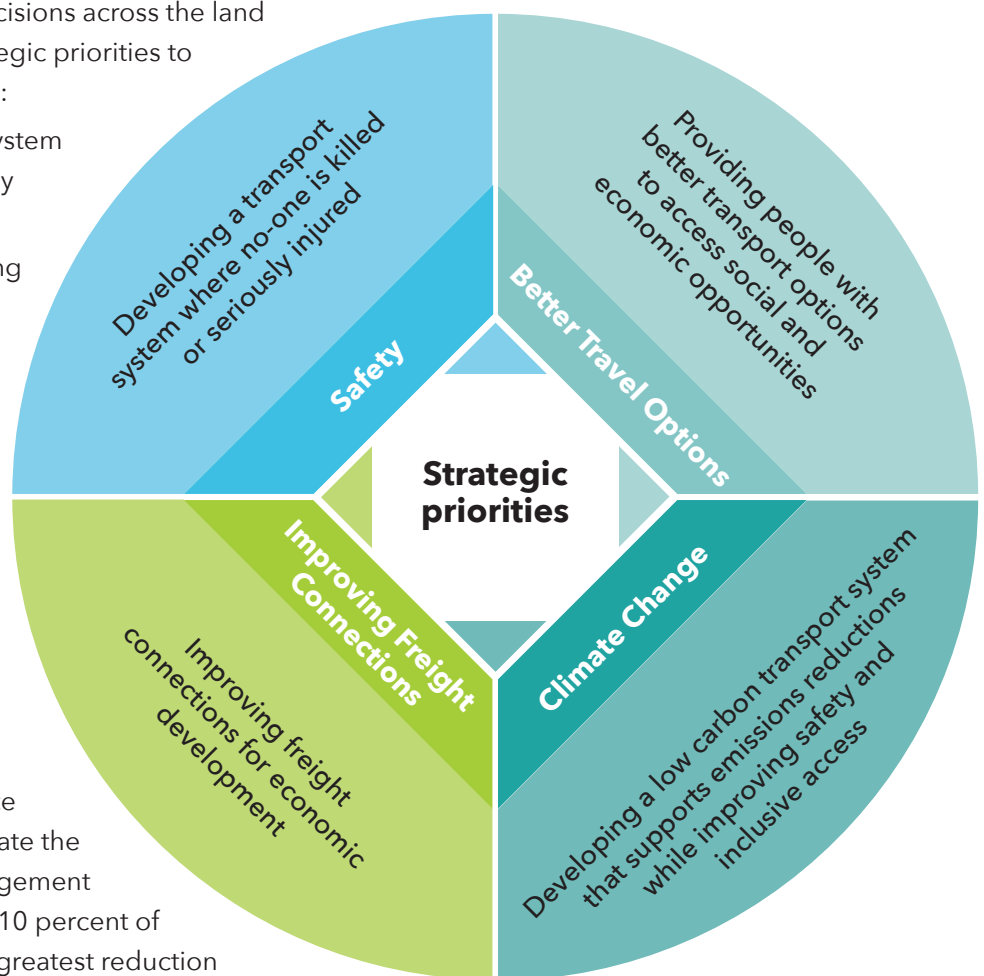 cisions across the land
egic priorities to
:
ystem
y
ng
ate the
gement
10 percent of
greatest reduction
Developing a transport
system where no-one is killed
or seriously injured
Safety
Providing people with
better transport options
to access social and
economic opportunities
Better Travel Options
Strategic
priorities
Improving Freight
Connections
Improving freight
connections for economic
development
Climate Change
Developing a low carbon transport system
that supports emissions reductions
while improving safety and
inclusive access